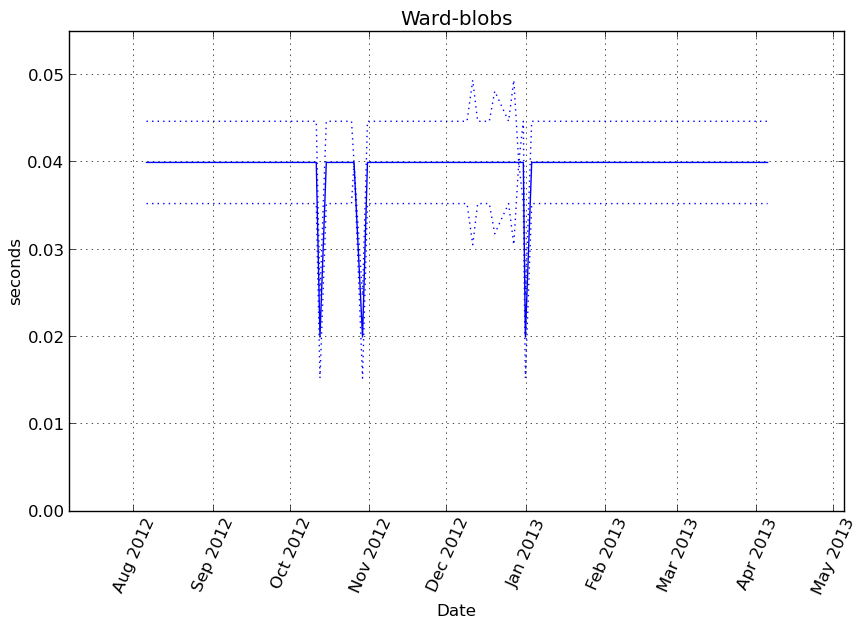 Ward-blobs
0.05
0.04
0.03
0.02
0.01
0.00
seconds
Aug 2012
Sep 2012
Oct 2012
Nov 2012
Dec 2012
Jan 2013
Feb 2013
Mar 2013
Apr 2013
May 2013
Date